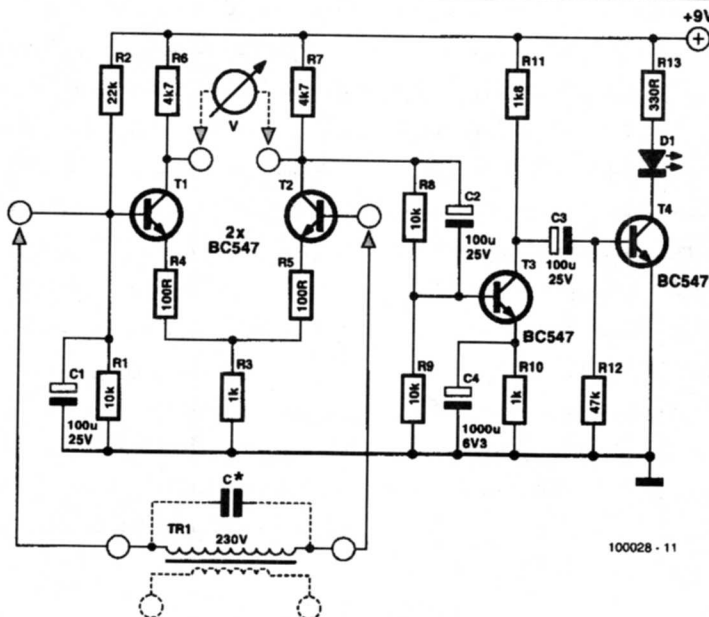 +9V
R2
22k
R6
4k7
V
R7
4k7
R11
1k8
R13
330R
D1
T1
T2
2x
BC547
R8
10k
C2
100u
25V
T4
BC547
C3
100u
25V
T3
BC547
R4
100R
R5
100R
R3
1k
R1
10k
C1
100u
25V
R9
10k
C4
1000u
6V3
R10
1k
R12
47k
C*
TR1
230V
100028 - 11